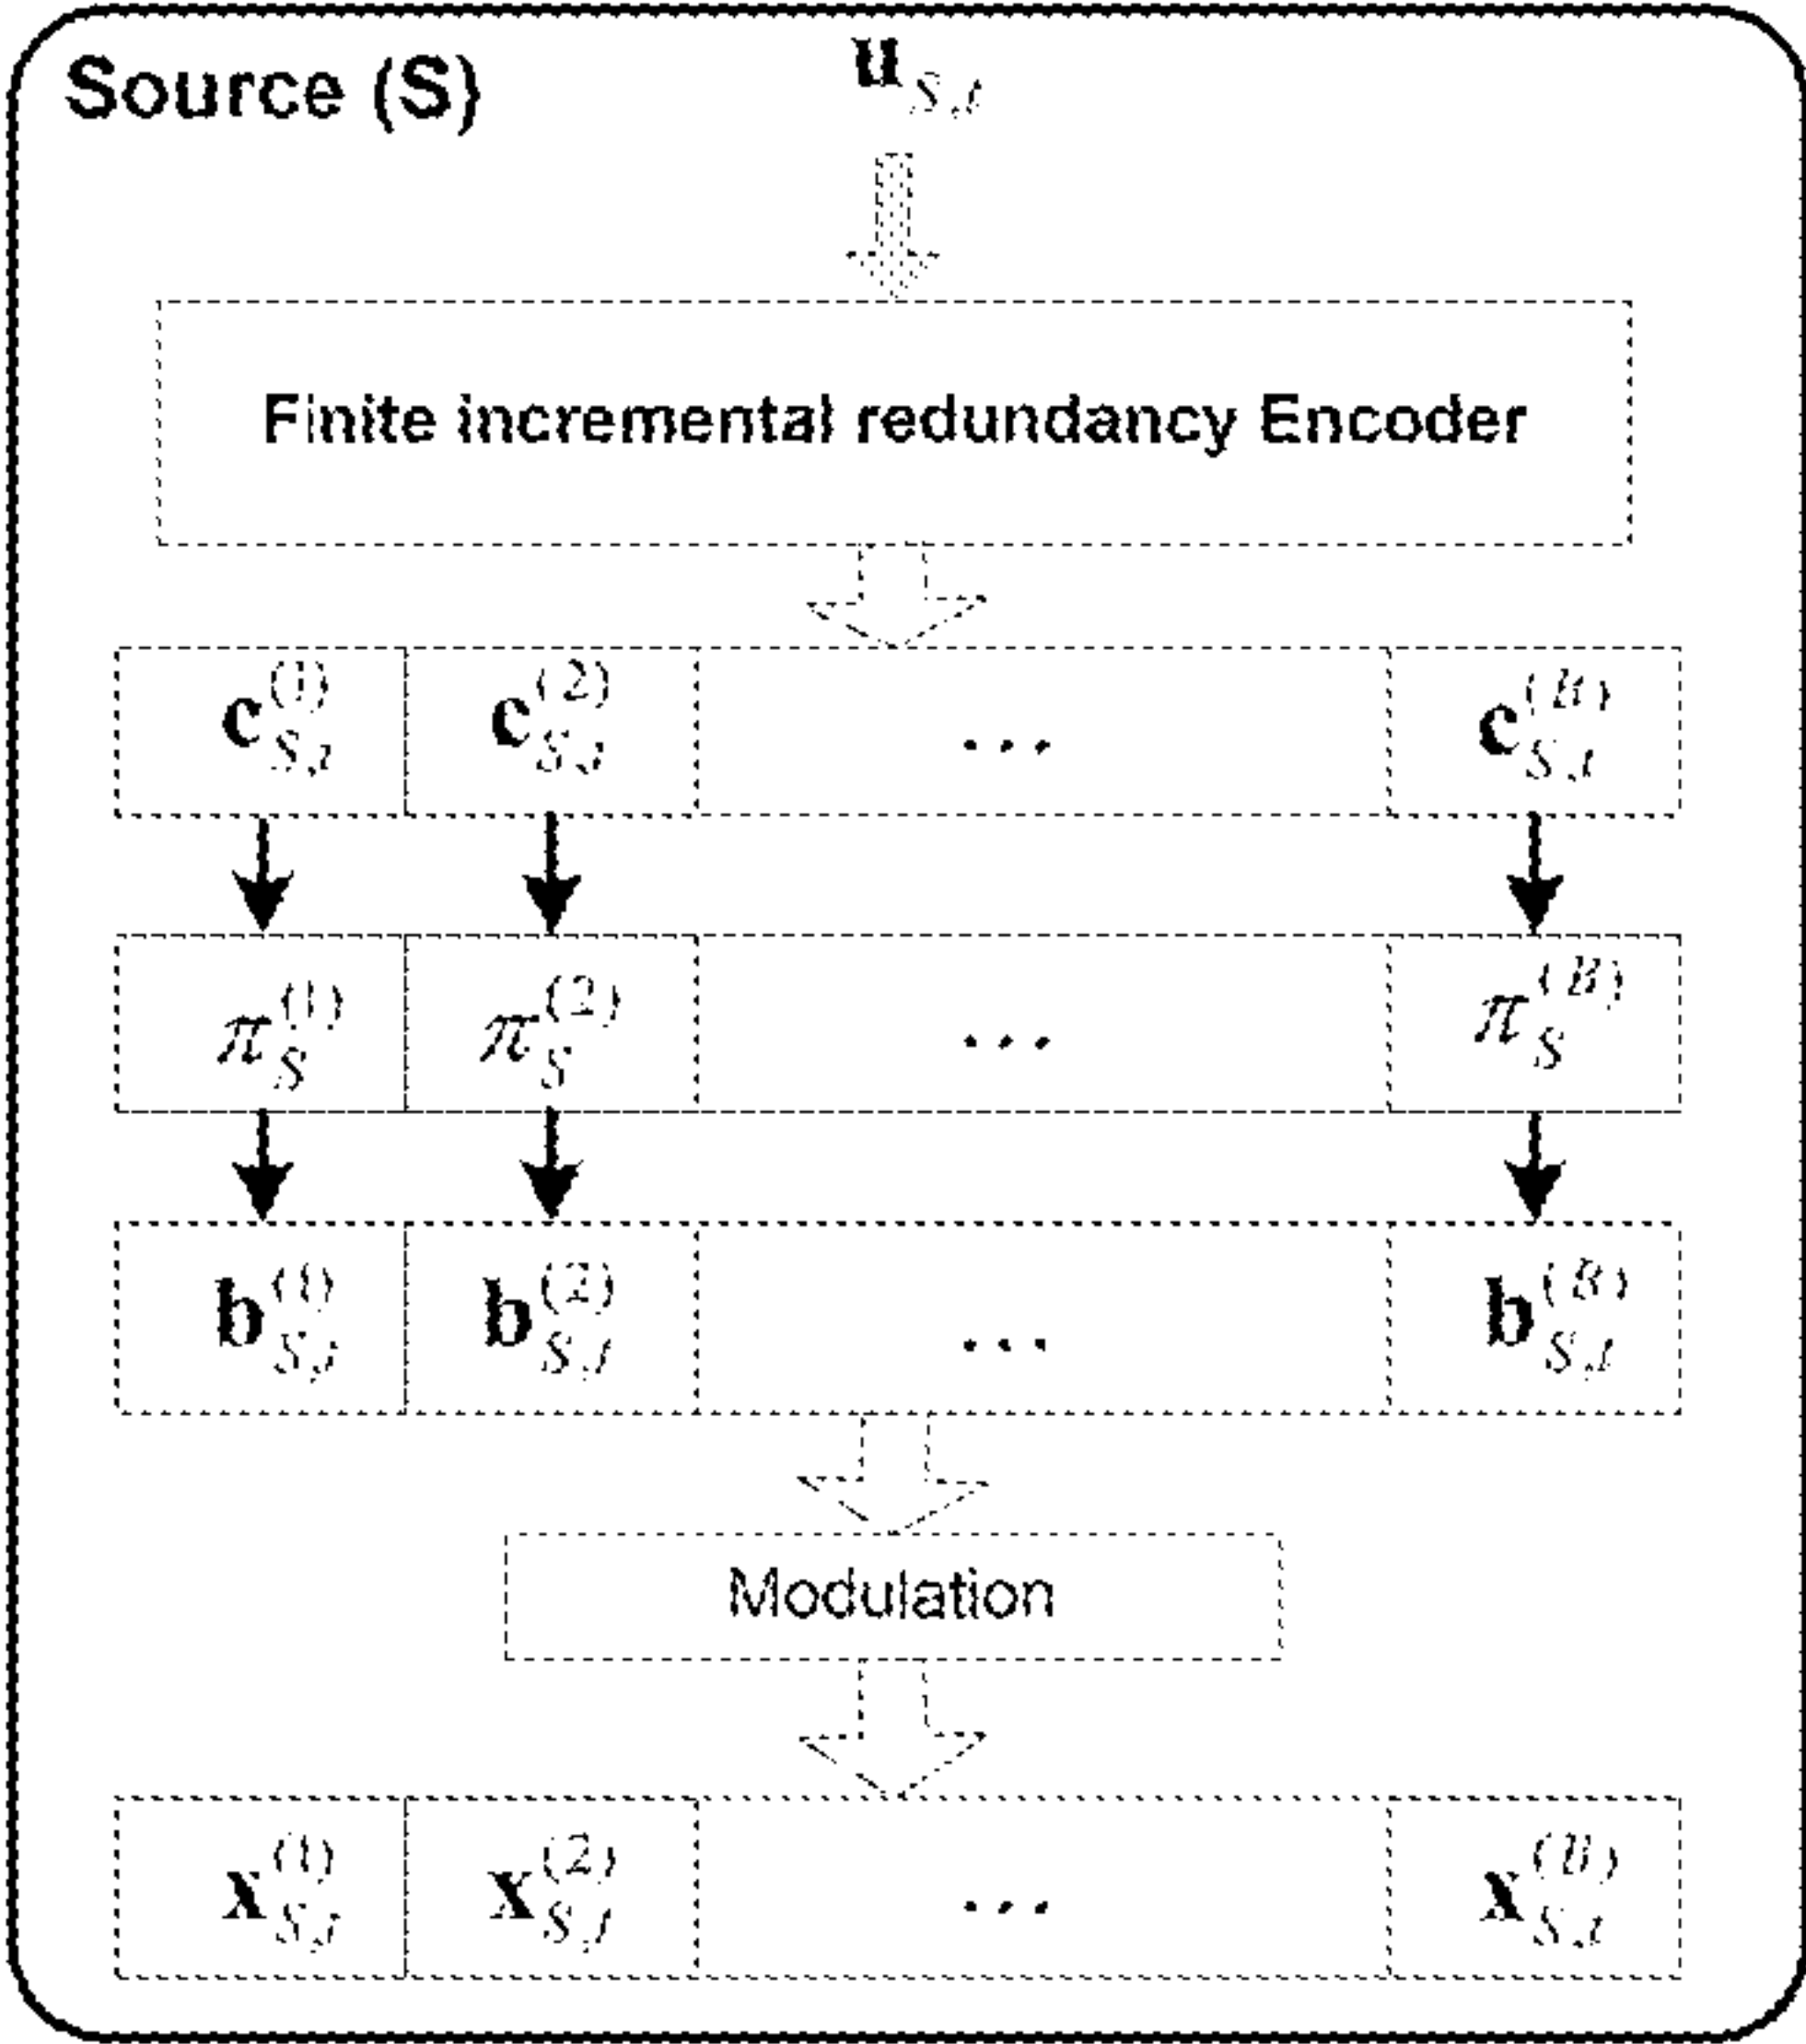 Source (S)
u_{S,t}
Finite incremental redundancy Encoder
c_{S,t}^{(1)} c_{S,t}^{(2)} ... c_{S,t}^{(B)}
π_S^{(1)} π_S^{(2)} ... π_S^{(B)}
b_{S,t}^{(1)} b_{S,t}^{(2)} ... b_{S,t}^{(B)}
Modulation
x_{S,t}^{(1)} x_{S,t}^{(2)} ... x_{S,t}^{(B)}